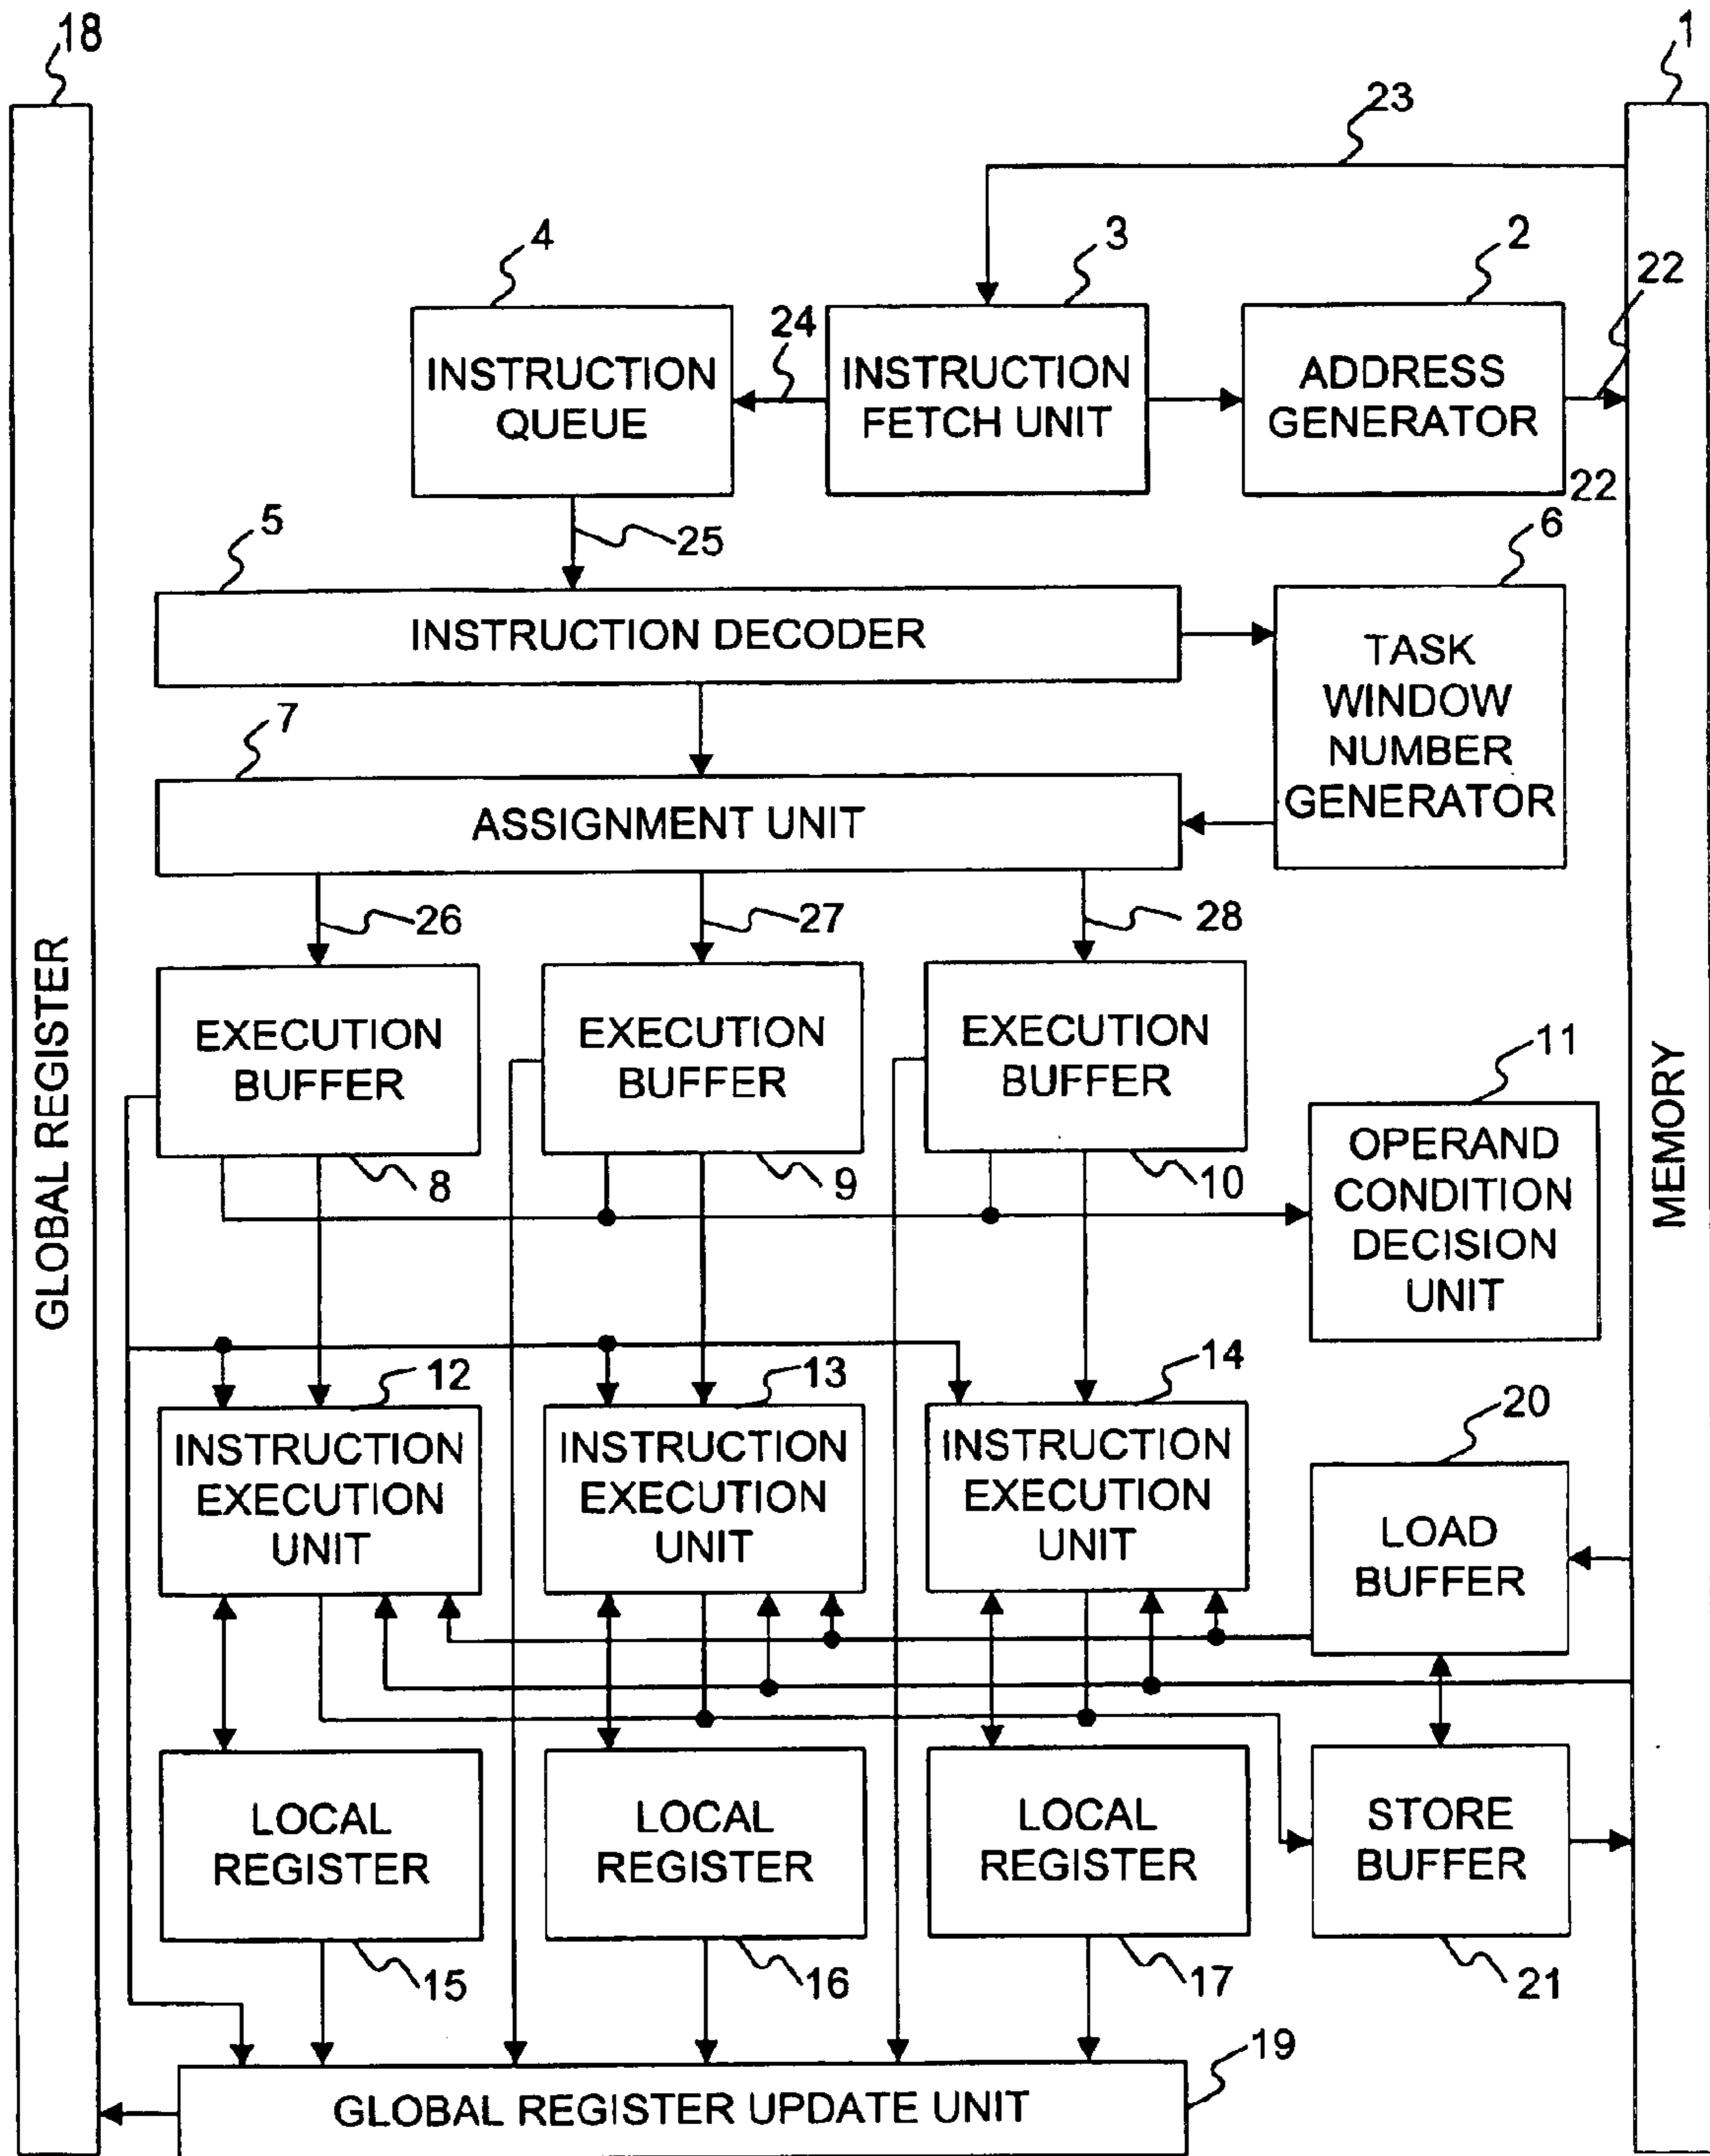 18
1
23
4
3
2
22
24
INSTRUCTION
QUEUE
INSTRUCTION
FETCH UNIT
ADDRESS
GENERATOR
22
5
25
6
INSTRUCTION DECODER
TASK
WINDOW
NUMBER
GENERATOR
7
ASSIGNMENT UNIT
26
27
28
EXECUTION
BUFFER
EXECUTION
BUFFER
EXECUTION
BUFFER
11
8
9
10
OPERAND
CONDITION
DECISION
UNIT
GLOBAL REGISTER
MEMORY
12
13
14
20
INSTRUCTION
EXECUTION
UNIT
INSTRUCTION
EXECUTION
UNIT
INSTRUCTION
EXECUTION
UNIT
LOAD
BUFFER
LOCAL
REGISTER
LOCAL
REGISTER
LOCAL
REGISTER
STORE
BUFFER
15
16
17
21
19
GLOBAL REGISTER UPDATE UNIT